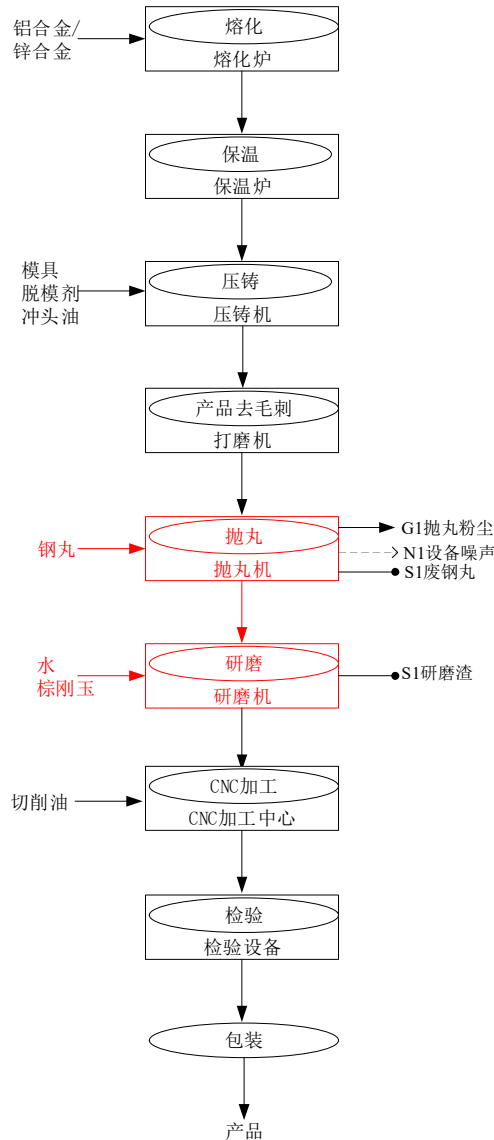 铝合金/
锌合金
熔化
熔化炉
保温
保温炉
模具
脱模剂
冲头油
压铸
压铸机
产品去毛刺
打磨机
钢丸
抛丸
抛丸机
G1抛丸粉尘
N1设备噪声
S1废钢丸
水
棕刚玉
研磨
研磨机
S1研磨渣
切削油
CNC加工
CNC加工中心
检验
检验设备
包装
产品